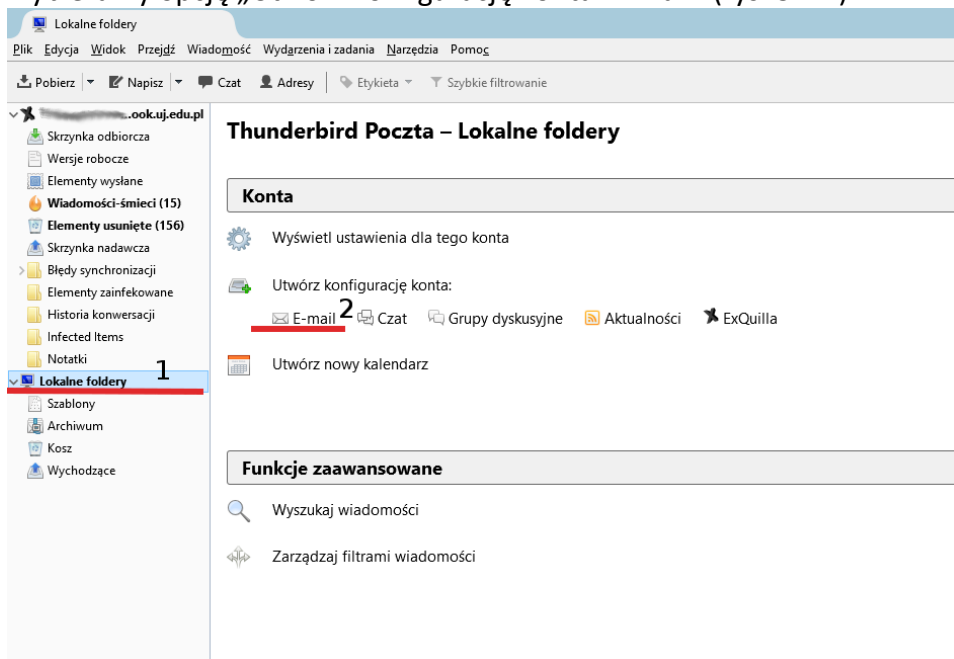 Lokalne foldery
Plik Edycja Widok Przejdź Wiadomość Wydarzenia i zadania Narzędzia Pomoc
Pobierz Napisz Czat Adresy Etykieta Szybkie filtrowanie
.ook.uj.edu.pl
Skrzynka odbiorcza
Wersje robocze
Elementy wysłane
Wiadomości-śmieci (15)
Elementy usunięte (156)
Skrzynka nadawcza
Błędy synchronizacji
Elementy zainfekowane
Historia konwersacji
Infected Items
Notatki
1
Lokalne foldery
Szablony
Archiwum
Kosz
Wychodzące
Thunderbird Poczta – Lokalne foldery
Konta
Wyświetl ustawienia dla tego konta
Utwórz konfigurację konta:
E-mail 2 Czat Grupy dyskusyjne Aktualności ExQuilla
Utwórz nowy kalendarz
Funkcje zaawansowane
Wyszukaj wiadomości
Zarządzaj filtrami wiadomości